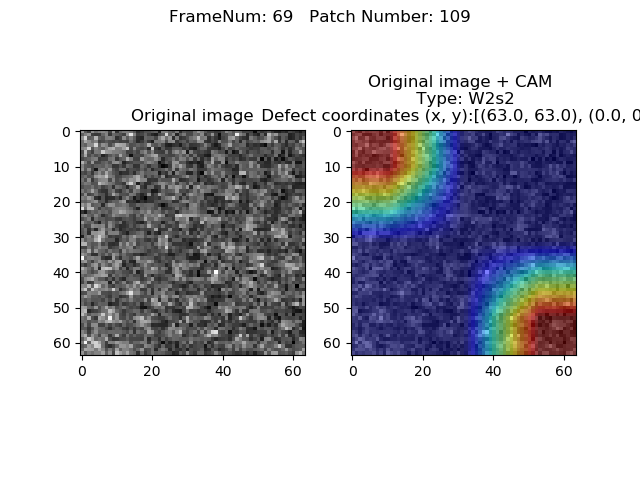 FrameNum: 69   Patch Number: 109
Original image + CAM
Type: W2s2
Original image
Defect coordinates (x, y):[(63.0, 63.0), (0.0, 0
0
10
20
30
40
50
60
0 20 40 60
0
10
20
30
40
50
60
0 20 40 60